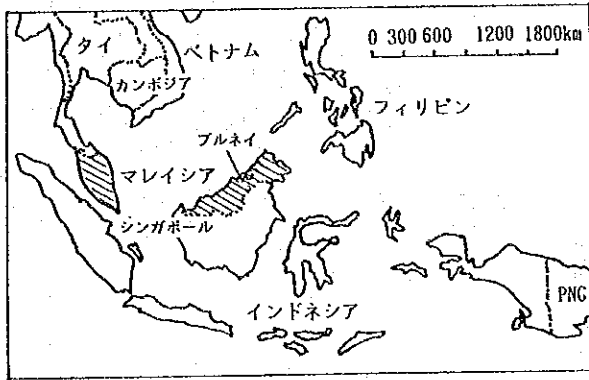 0 300 600 1200 1800km
タイ
ベトナム
カンボジア
フィリピン
ブルネイ
マレイシア
シンガポール
インドネシア
PNG